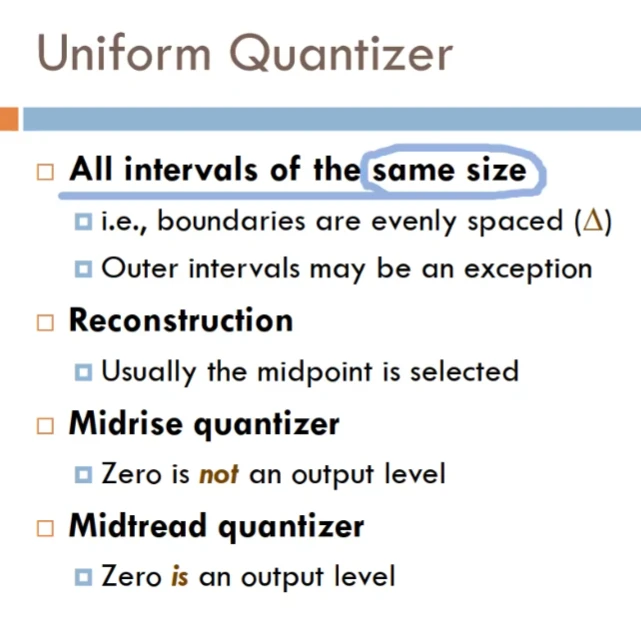 Uniform Quantizer
All intervals of the same size
i.e., boundaries are evenly spaced (Δ)
Outer intervals may be an exception
Reconstruction
Usually the midpoint is selected
Midrise quantizer
Zero is not an output level
Midtread quantizer
Zero is an output level